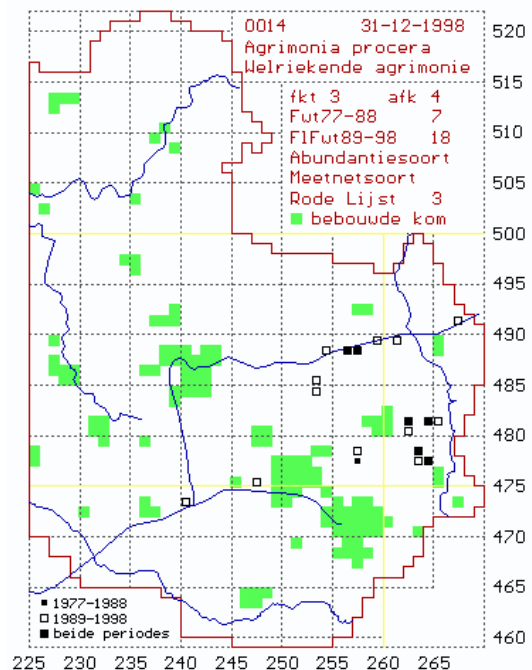 0014 31-12-1998
Agrimonia procera
Welriekende agrimonie
fkt 3 afk 4
Fwt77-88 7
FlFwt89-98 18
Abundantiesoort
Meetnetsoort
Rode Lijst 3
bebouwde kom
520
515
510
505
500
495
490
485
480
475
470
465
460
1977-1988
1989-1998
beide periodes
225 230 235 240 245 250 255 260 265